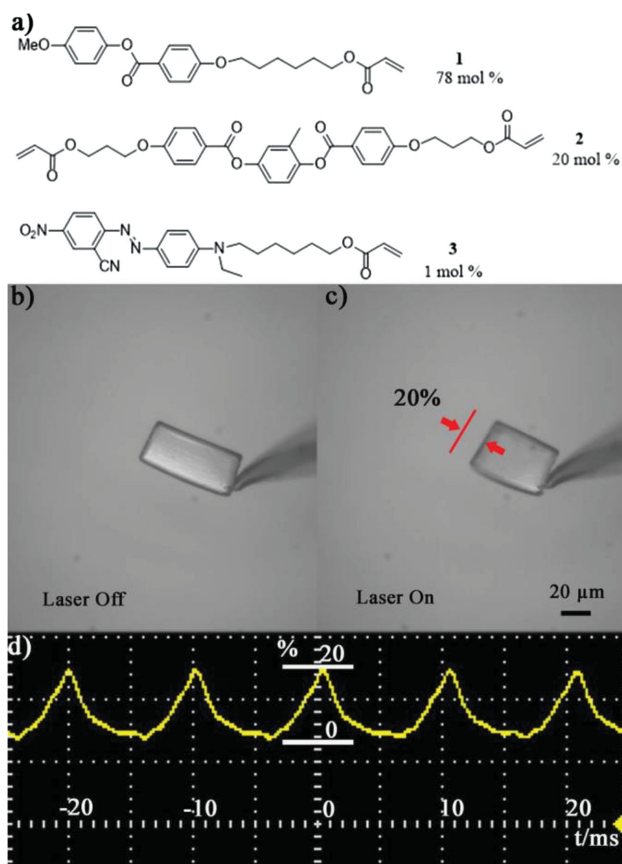 a)
MeO
O
O
O
O
O
1
78 mol %
O
O
O
O
O
O
O
O
O
O
2
20 mol %
O₂N
N
N
CN
N
O
O
3
1 mol %
b)
c)
20%
Laser Off
Laser On
20 µm
d)
%
20
0
-20
-10
-0
10
20
t/ms